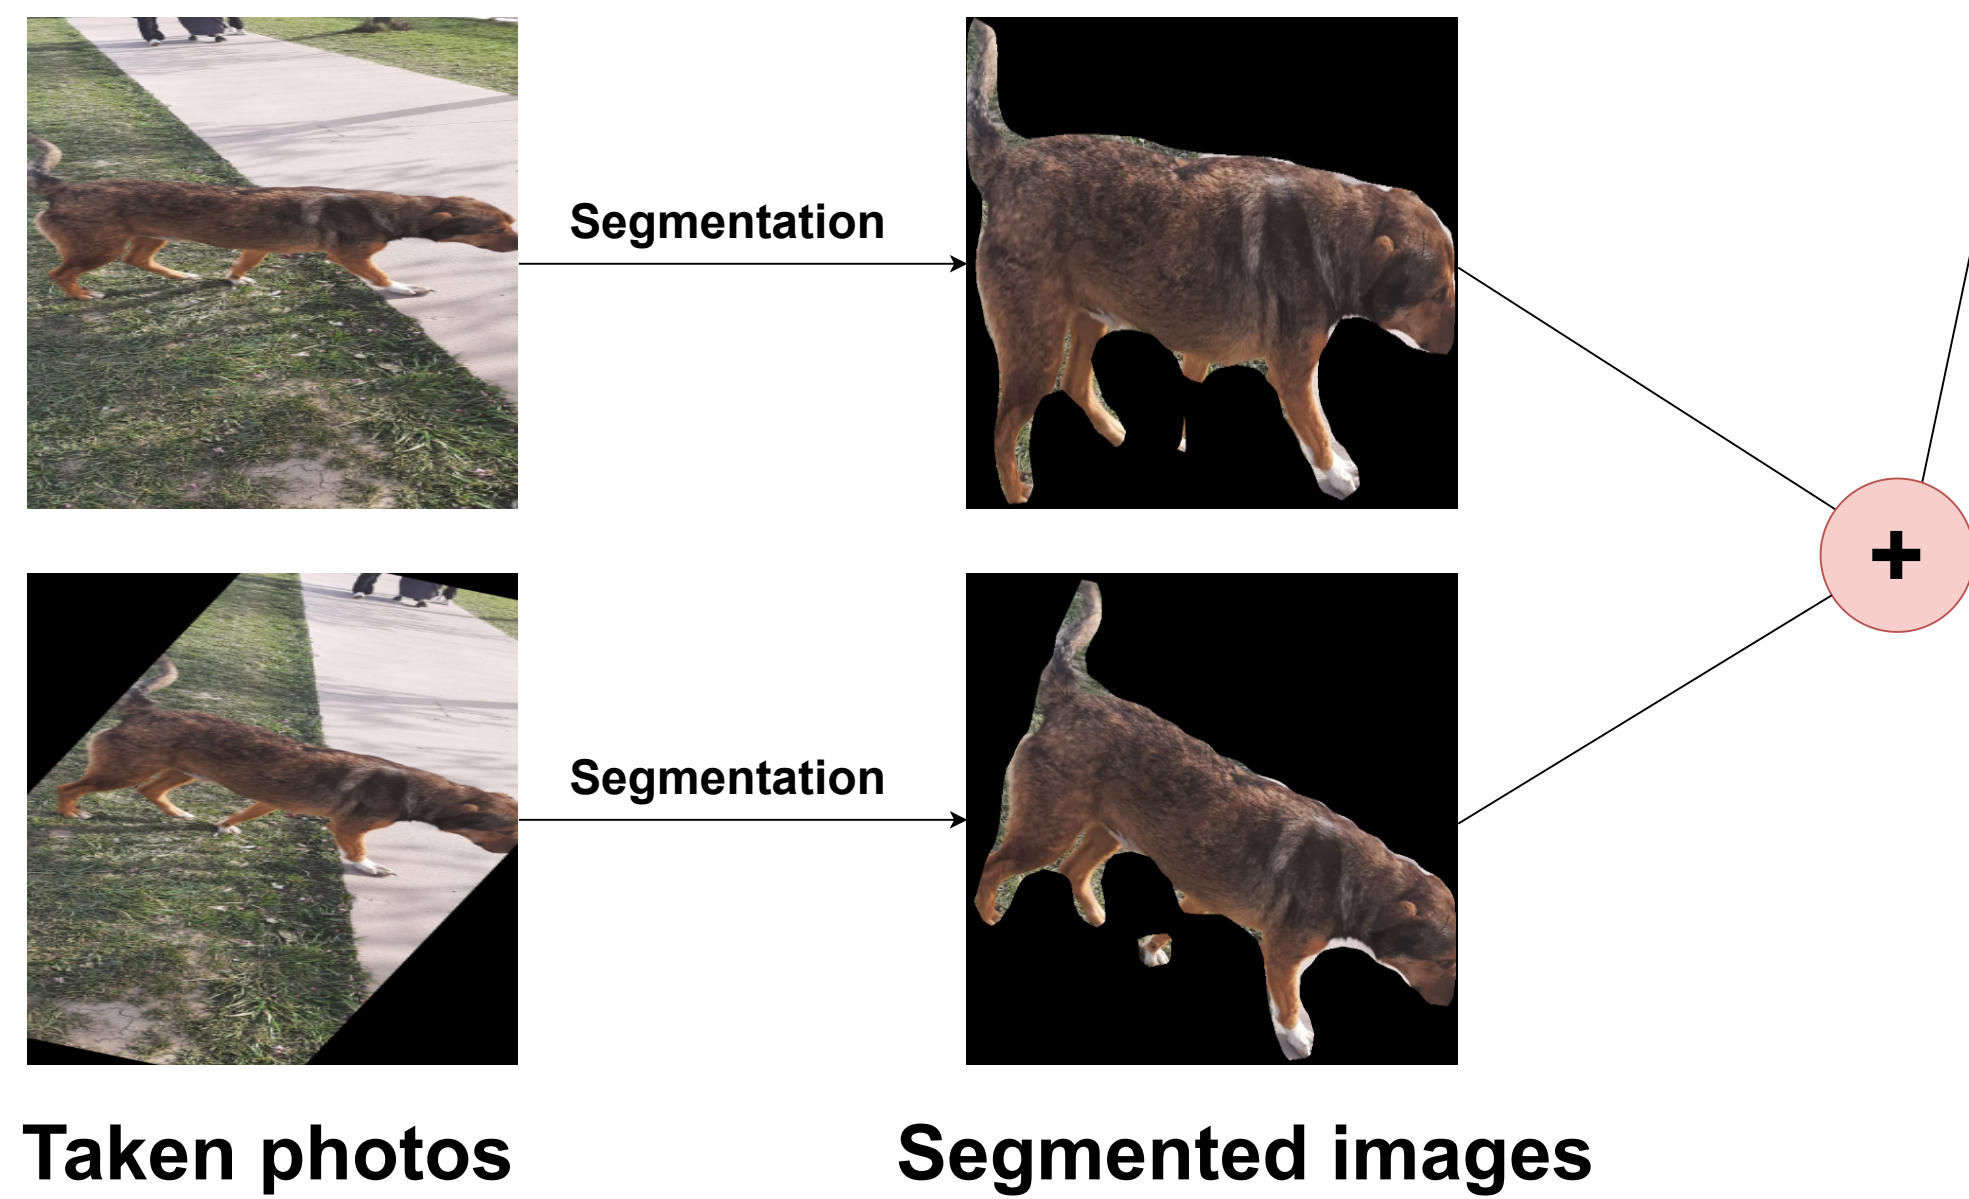 Segmentation
+
Segmentation
Taken photos
Segmented images